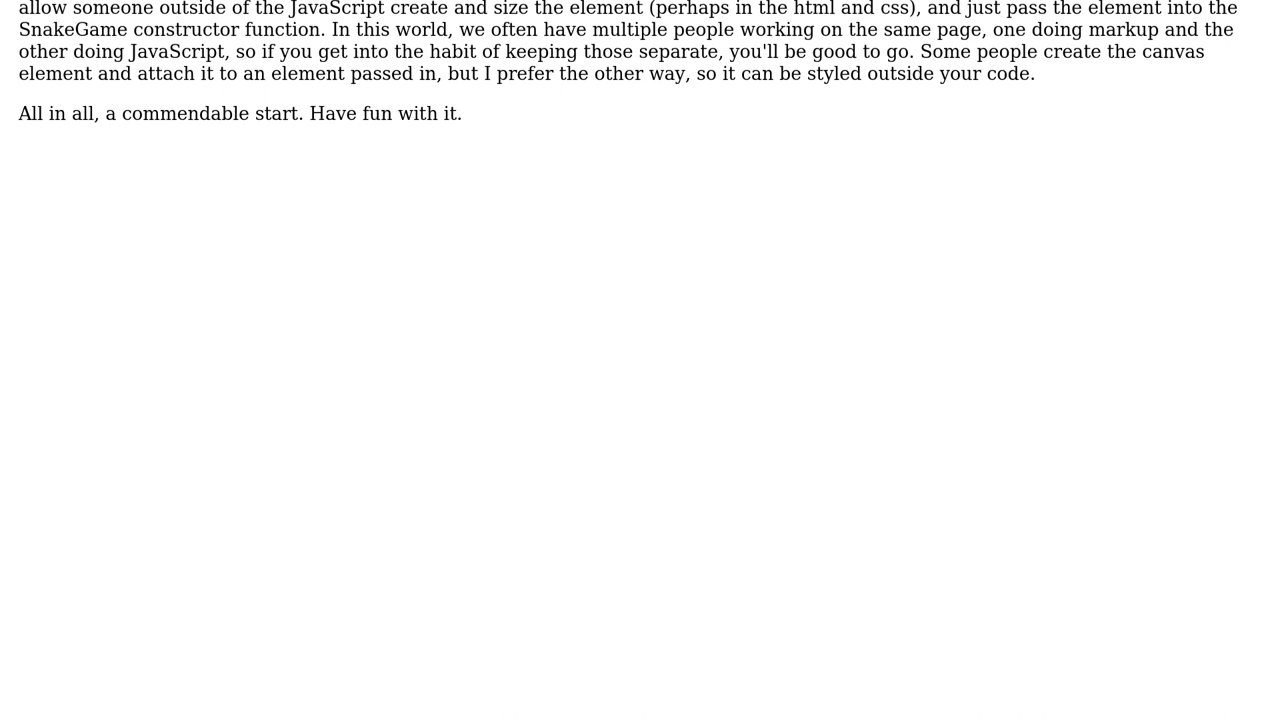 allow someone outside of the JavaScript create and size the element (perhaps in the html and css), and just pass the element into the
SnakeGame constructor function. In this world, we often have multiple people working on the same page, one doing markup and the
other doing JavaScript, so if you get into the habit of keeping those separate, you'll be good to go. Some people create the canvas
element and attach it to an element passed in, but I prefer the other way, so it can be styled outside your code.
All in all, a commendable start. Have fun with it.